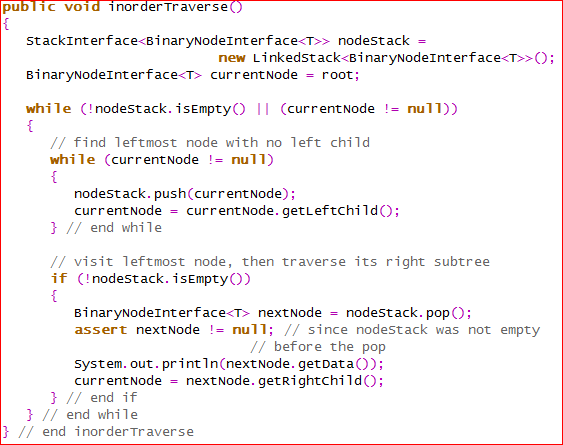 public void inorderTraverse()
{
   StackInterface<BinaryNodeInterface<T>> nodeStack =
                           new LinkedStack<BinaryNodeInterface<T>>();
   BinaryNodeInterface<T> currentNode = root;

   while (!nodeStack.isEmpty() || (currentNode != null))
   {
      // find leftmost node with no left child
      while (currentNode != null)
      {
         nodeStack.push(currentNode);
         currentNode = currentNode.getLeftChild();
      } // end while

      // visit leftmost node, then traverse its right subtree
      if (!nodeStack.isEmpty())
      {
         BinaryNodeInterface<T> nextNode = nodeStack.pop();
         assert nextNode != null; // since nodeStack was not empty
                               // before the pop
         System.out.println(nextNode.getData());
         currentNode = nextNode.getRightChild();
      } // end if
   } // end while
} // end inorderTraverse